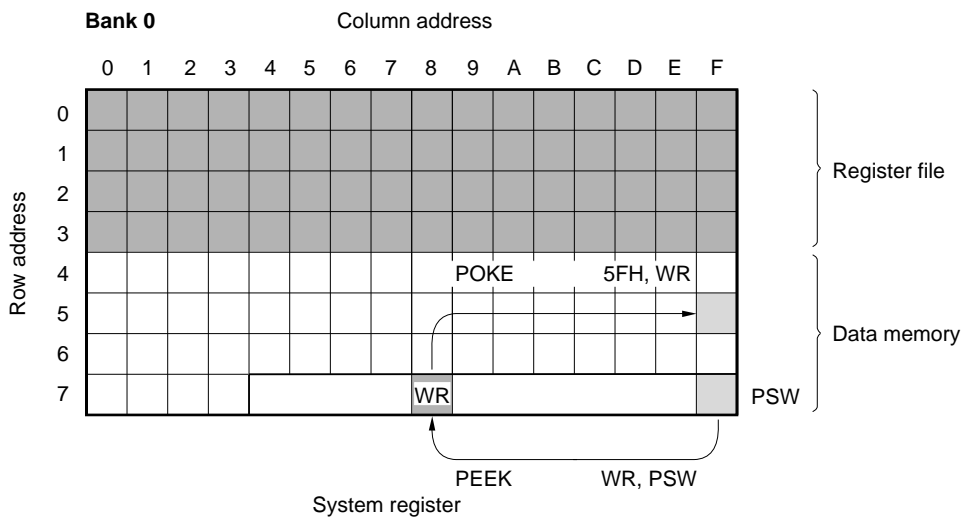 Bank 0 Column address
0 1 2 3 4 5 6 7 8 9 A B C D E F
0
1
2
3
Register file
Row address
4 POKE 5FH, WR
5
Data memory
6
7 WR PSW
PEEK WR, PSW
System register